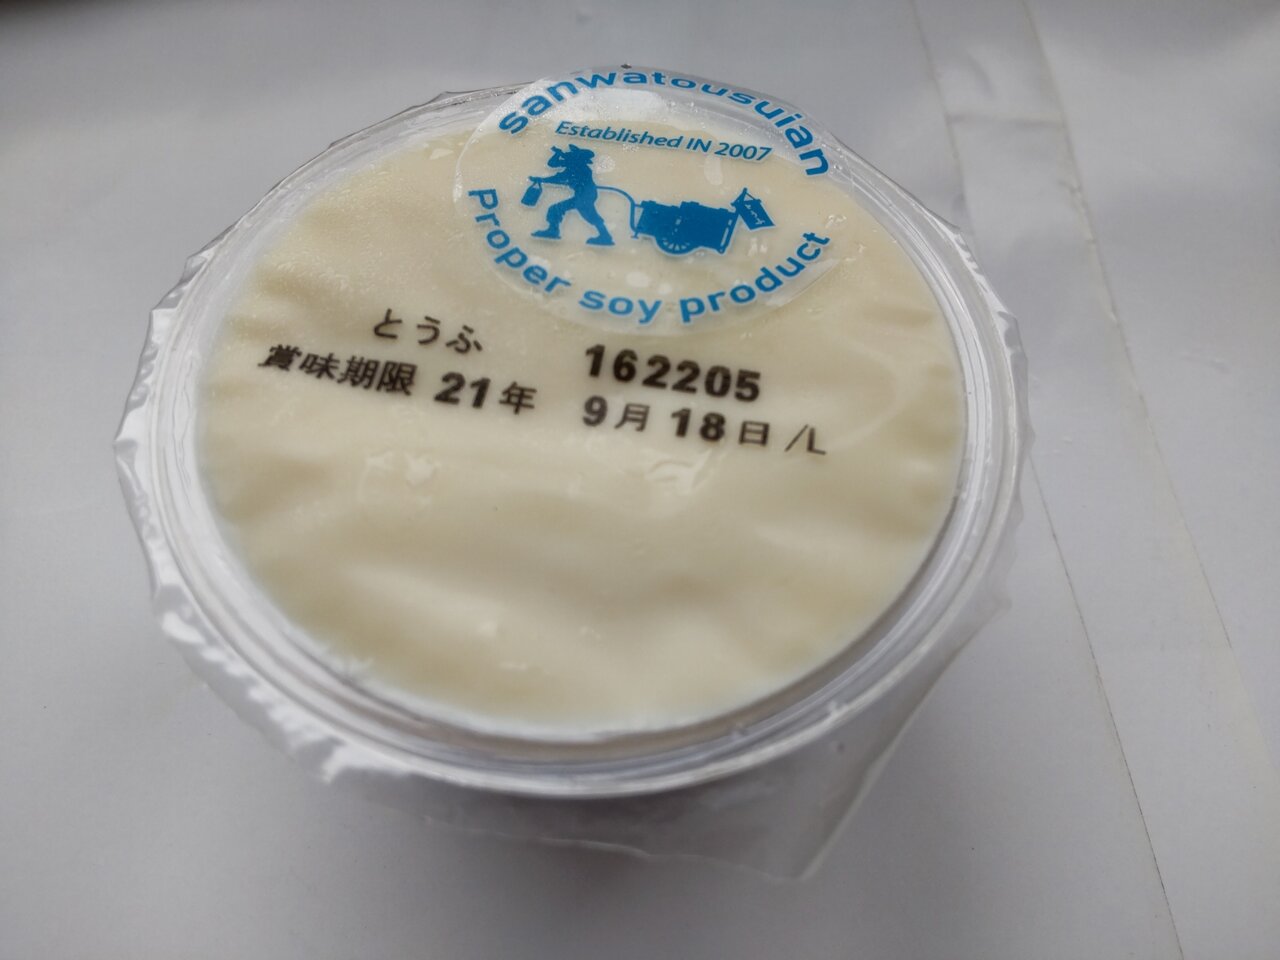 sanwatousuian
Established IN 2007
Proper soy product
とうふ 162205
賞味期限 21年 9月18日 /L